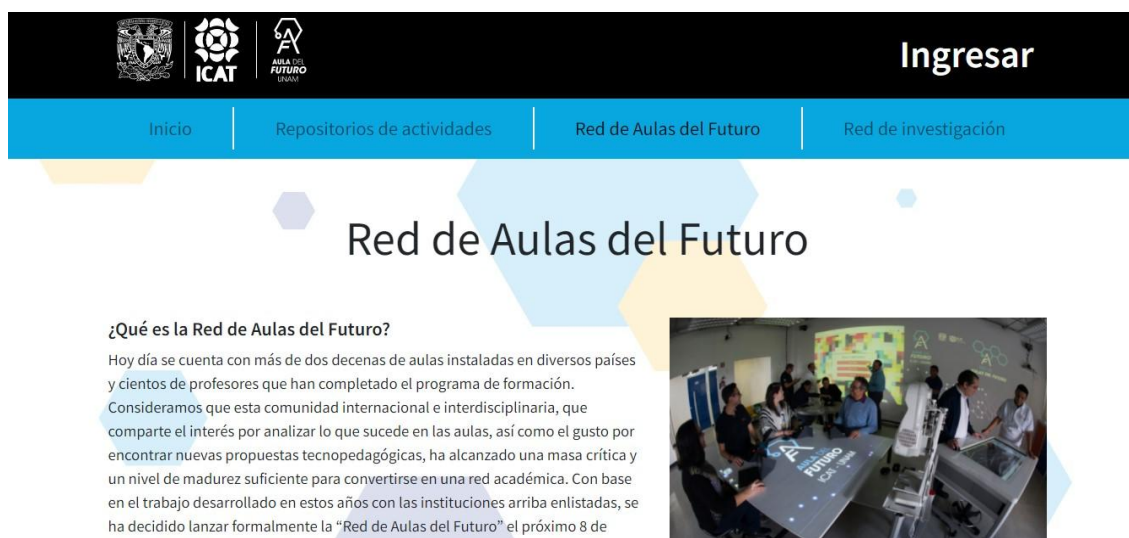 ICAT
AULA DEL
FUTURO
UNAM
Ingresar
Inicio
Repositorios de actividades
Red de Aulas del Futuro
Red de investigación
Red de Aulas del Futuro
¿Qué es la Red de Aulas del Futuro?
Hoy día se cuenta con más de dos decenas de aulas instaladas en diversos países
y cientos de profesores que han completado el programa de formación.
Consideramos que esta comunidad internacional e interdisciplinaria, que
comparte el interés por analizar lo que sucede en las aulas, así como el gusto por
encontrar nuevas propuestas tecnopedagógicas, ha alcanzado una masa crítica y
un nivel de madurez suficiente para convertirse en una red académica. Con base
en el trabajo desarrollado en estos años con las instituciones arriba enlistadas, se
ha decidido lanzar formalmente la “Red de Aulas del Futuro” el próximo 8 de
AULA DEL
FUTURO
ICAT - UNAM